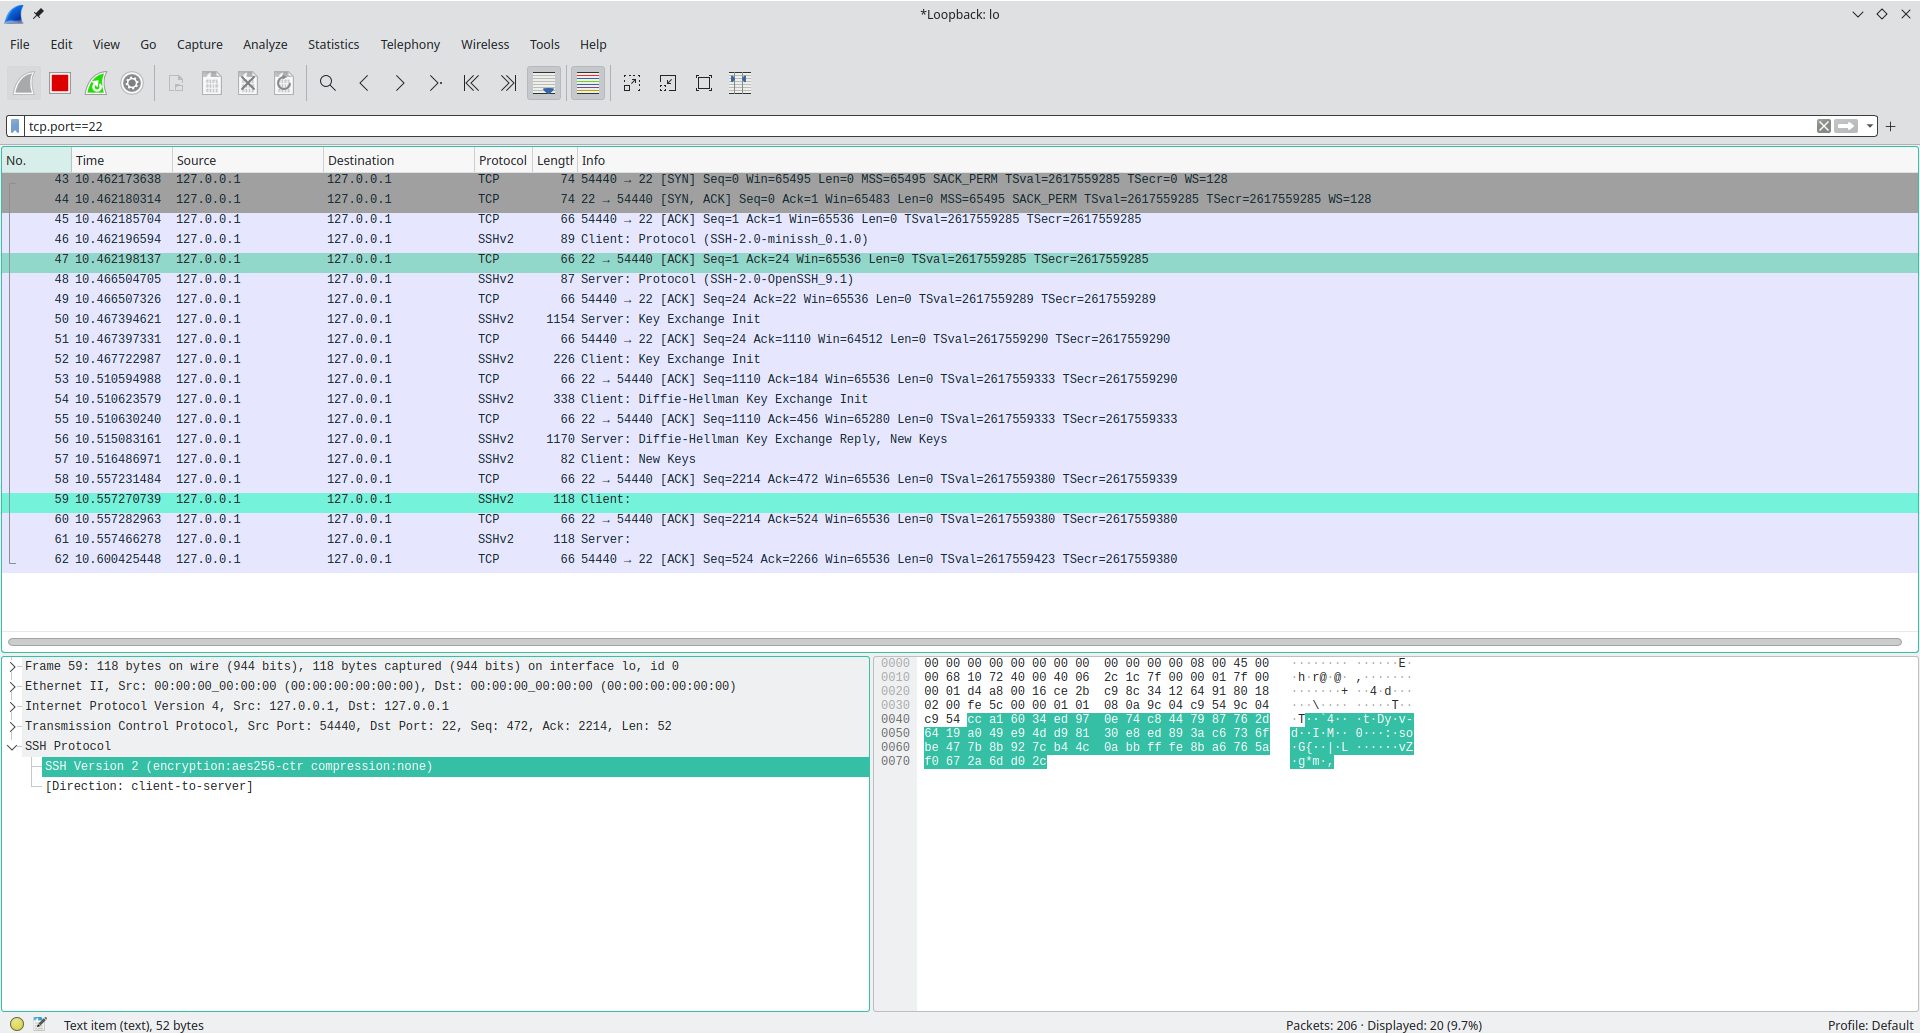 *Loopback: lo
File Edit View Go Capture Analyze Statistics Telephony Wireless Tools Help
tcp.port==22
No. Time Source Destination Protocol Length Info
43 10.462173638 127.0.0.1 127.0.0.1 TCP 74 54440 → 22 [SYN] Seq=0 Win=65495 Len=0 MSS=65495 SACK_PERM TSval=2617559285 TSecr=0 WS=128
44 10.462180314 127.0.0.1 127.0.0.1 TCP 74 22 → 54440 [SYN, ACK] Seq=0 Ack=1 Win=65483 Len=0 MSS=65495 SACK_PERM TSval=2617559285 TSecr=2617559285 WS=128
45 10.462185704 127.0.0.1 127.0.0.1 TCP 66 54440 → 22 [ACK] Seq=1 Ack=1 Win=65536 Len=0 TSval=2617559285 TSecr=2617559285
46 10.462196594 127.0.0.1 127.0.0.1 SSHv2 89 Client: Protocol (SSH-2.0-minissh_0.1.0)
47 10.462198137 127.0.0.1 127.0.0.1 TCP 66 22 → 54440 [ACK] Seq=1 Ack=24 Win=65536 Len=0 TSval=2617559285 TSecr=2617559285
48 10.466504705 127.0.0.1 127.0.0.1 SSHv2 87 Server: Protocol (SSH-2.0-OpenSSH_9.1)
49 10.466507326 127.0.0.1 127.0.0.1 TCP 66 54440 → 22 [ACK] Seq=24 Ack=22 Win=65536 Len=0 TSval=2617559289 TSecr=2617559289
50 10.467394621 127.0.0.1 127.0.0.1 SSHv2 1154 Server: Key Exchange Init
51 10.467397331 127.0.0.1 127.0.0.1 TCP 66 54440 → 22 [ACK] Seq=24 Ack=1110 Win=64512 Len=0 TSval=2617559290 TSecr=2617559290
52 10.467722987 127.0.0.1 127.0.0.1 SSHv2 226 Client: Key Exchange Init
53 10.510594988 127.0.0.1 127.0.0.1 TCP 66 22 → 54440 [ACK] Seq=1110 Ack=184 Win=65536 Len=0 TSval=2617559333 TSecr=2617559290
54 10.510623579 127.0.0.1 127.0.0.1 SSHv2 338 Client: Diffie-Hellman Key Exchange Init
55 10.510630240 127.0.0.1 127.0.0.1 TCP 66 22 → 54440 [ACK] Seq=1110 Ack=456 Win=65280 Len=0 TSval=2617559333 TSecr=2617559333
56 10.515083161 127.0.0.1 127.0.0.1 SSHv2 1170 Server: Diffie-Hellman Key Exchange Reply, New Keys
57 10.516486971 127.0.0.1 127.0.0.1 SSHv2 82 Client: New Keys
58 10.557231484 127.0.0.1 127.0.0.1 TCP 66 22 → 54440 [ACK] Seq=2214 Ack=472 Win=65536 Len=0 TSval=2617559380 TSecr=2617559339
59 10.557270739 127.0.0.1 127.0.0.1 SSHv2 118 Client:
60 10.557282963 127.0.0.1 127.0.0.1 TCP 66 22 → 54440 [ACK] Seq=2214 Ack=524 Win=65536 Len=0 TSval=2617559380 TSecr=2617559380
61 10.557466278 127.0.0.1 127.0.0.1 SSHv2 118 Server:
62 10.600425448 127.0.0.1 127.0.0.1 TCP 66 54440 → 22 [ACK] Seq=524 Ack=2266 Win=65536 Len=0 TSval=2617559423 TSecr=2617559380
Frame 59: 118 bytes on wire (944 bits), 118 bytes captured (944 bits) on interface lo, id 0
Ethernet II, Src: 00:00:00_00:00:00 (00:00:00:00:00:00), Dst: 00:00:00_00:00:00 (00:00:00:00:00:00)
Internet Protocol Version 4, Src: 127.0.0.1, Dst: 127.0.0.1
Transmission Control Protocol, Src Port: 54440, Dst Port: 22, Seq: 472, Ack: 2214, Len: 52
SSH Protocol
SSH Version 2 (encryption:aes256-ctr compression:none)
[Direction: client-to-server]
0000 00 00 00 00 00 00 00 00 00 00 00 00 08 00 45 00 ········ ······E·
0010 00 68 10 72 40 00 40 06 2c 1c 7f 00 00 01 7f 00 ·h·r@·@· ,·······
0020 00 01 d4 a8 00 16 ce 2b c9 8c 34 12 64 91 80 18 ·······+ ··4·d···
0030 02 00 fe 5c 00 00 01 01 08 0a 9c 04 c9 54 9c 04 ···\···· ·····T··
0040 c9 54 cc a1 60 34 ed 97 0e 74 c8 44 79 87 76 2d ·T··`4·· ·t·Dy·v-
0050 64 19 a0 49 e9 4d d9 81 30 e8 ed 89 3a c6 73 6f d··I·M·· 0···:·so
0060 be 47 7b 8b 92 7c b4 4c 0a bb ff fe 8b a6 76 5a ·G{··|·L ······vZ
0070 f0 67 2a 6d d0 2c ·g*m·,
Text item (text), 52 bytes
Packets: 206 · Displayed: 20 (9.7%)
Profile: Default